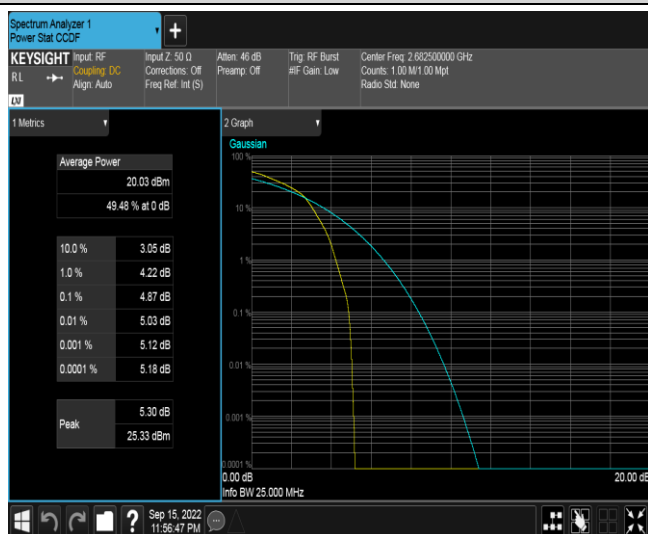 Spectrum Analyzer 1
Power Stat CCDF
+
KEYSIGHT
RL
LXI
Input: RF
Coupling: DC
Align: Auto
Input Z: 50 Ω
Corrections: Off
Freq Ref: Int (S)
Atten: 46 dB
Preamp: Off
Trig: RF Burst
#IF Gain: Low
Center Freq: 2.682500000 GHz
Counts: 1.00 M/1.00 Mpt
Radio Std: None
1 Metrics
Average Power
20.03 dBm
49.48 % at 0 dB
10.0 % 3.05 dB
1.0 % 4.22 dB
0.1 % 4.87 dB
0.01 % 5.03 dB
0.001 % 5.12 dB
0.0001 % 5.18 dB
Peak
5.30 dB
25.33 dBm
2 Graph
Gaussian
100 %
10 %
1 %
0.1 %
0.01 %
0.001 %
0.0001 %
0.00 dB 20.00 dB
Info BW 25.000 MHz
?
Sep 15, 2022
11:56:47 PM